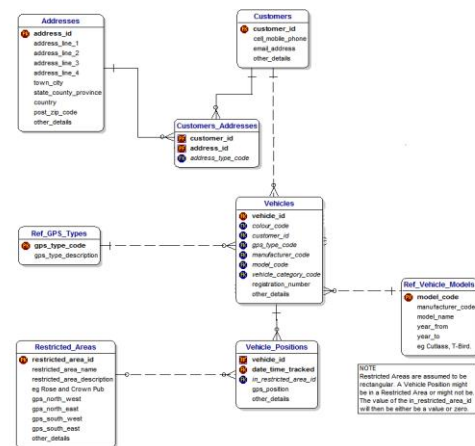 Addresses
address_id
address_line_1
address_line_2
address_line_3
address_line_4
town_city
state_county_province
country
post_zip_code
other_details
Customers
customer_id
cell_mobile_phone
email_address
other_details
Customers_Addresses
customer_id
address_id
address_type_code
Vehicles
vehicle_id
colour_code
customer_id
gps_type_code
manufacturer_code
model_code
vehicle_category_code
registration_number
other_details
Ref_GPS_Types
gps_type_code
gps_type_description
Ref_Vehicle_Models
model_code
manufacturer_code
model_name
year_from
year_to
eg Cutlass, T-Bird.
Restricted_Areas
restricted_area_id
restricted_area_name
restricted_area_description
eg Rose and Crown Pub
gps_north_west
gps_north_east
gps_south_west
gps_south_east
other_details
Vehicle_Positions
vehicle_id
date_time_tracked
in_restricted_area_id
gps_position
other_details
NOTE
Restricted Areas are assumed to be
rectangular. A Vehicle Position might
be in a Restricted Area or might not be.
The value of the in_restricted_area_id
will then be either be a value or zero.